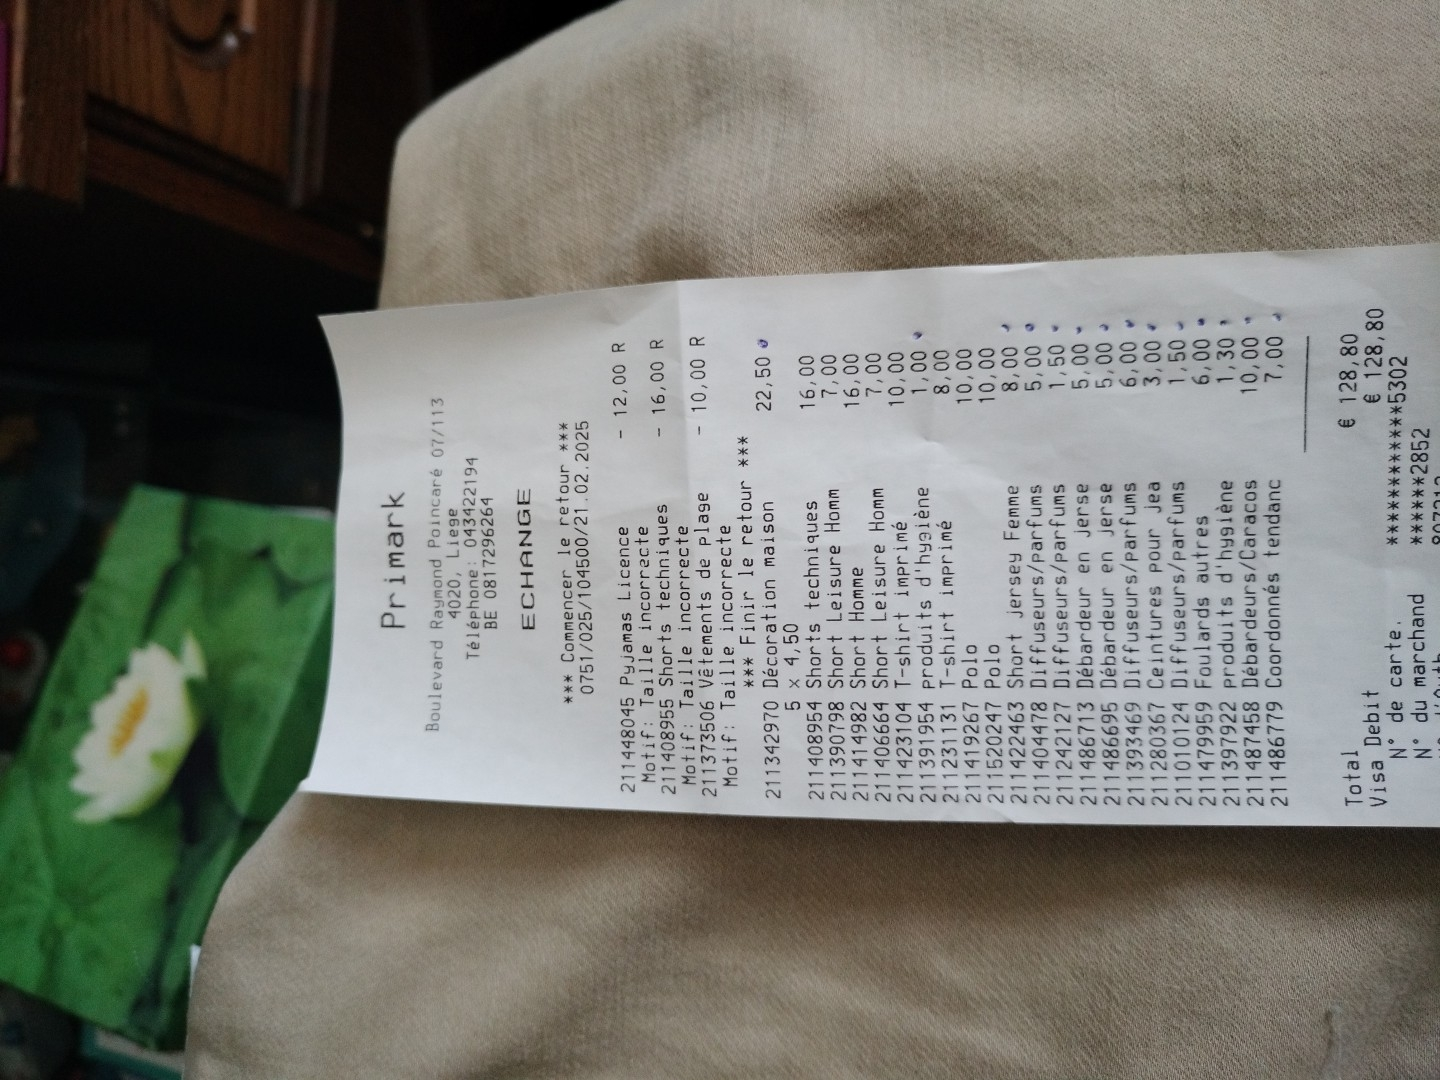 Primark
Boulevard Raymond Poincaré 07/113
4020, Liege
Téléphone: 043422194
BE 0817296264
ECHANGE
*** Commencer le retour ***
0751/025/104500/21.02.2025
211448045 Pyjamas Licence - 12,00 R
Motif: Taille incorrecte
211408955 Shorts techniques - 16,00 R
Motif: Taille incorrecte
211373506 Vêtements de plage - 10,00 R
Motif: Taille incorrecte
*** Finir le retour ***
211342970 Décoration maison 22,50
5 x 4,50
211408954 Shorts techniques 16,00
211390798 Short Leisure Homm 7,00
211414982 Short Homme 16,00
211406664 Short Leisure Homm 7,00
211423104 T-shirt imprimé 10,00
211391954 produits d'hygiène 1,00
211231131 T-shirt imprimé 8,00
211419267 Polo 10,00
211520247 Polo 10,00
211422463 Short jersey Femme 8,00
211404478 Diffuseurs/parfums 5,00
211242127 Diffuseurs/parfums 1,50
211486713 Débardeur en jerse 5,00
211486695 Débardeur en jerse 5,00
211393469 Diffuseurs/parfums 6,00
211280367 Ceintures pour jea 3,00
211010124 Diffuseurs/parfums 1,50
211479959 Foulards autres 6,00
211397922 produits d'hygiène 1,30
211487458 Débardeurs/Caracos 10,00
211486779 Coordonnés tendanc 7,00
Total € 128,80
Visa Debit € 128,80
N° de carte. ************5302
N° du marchand ******2852